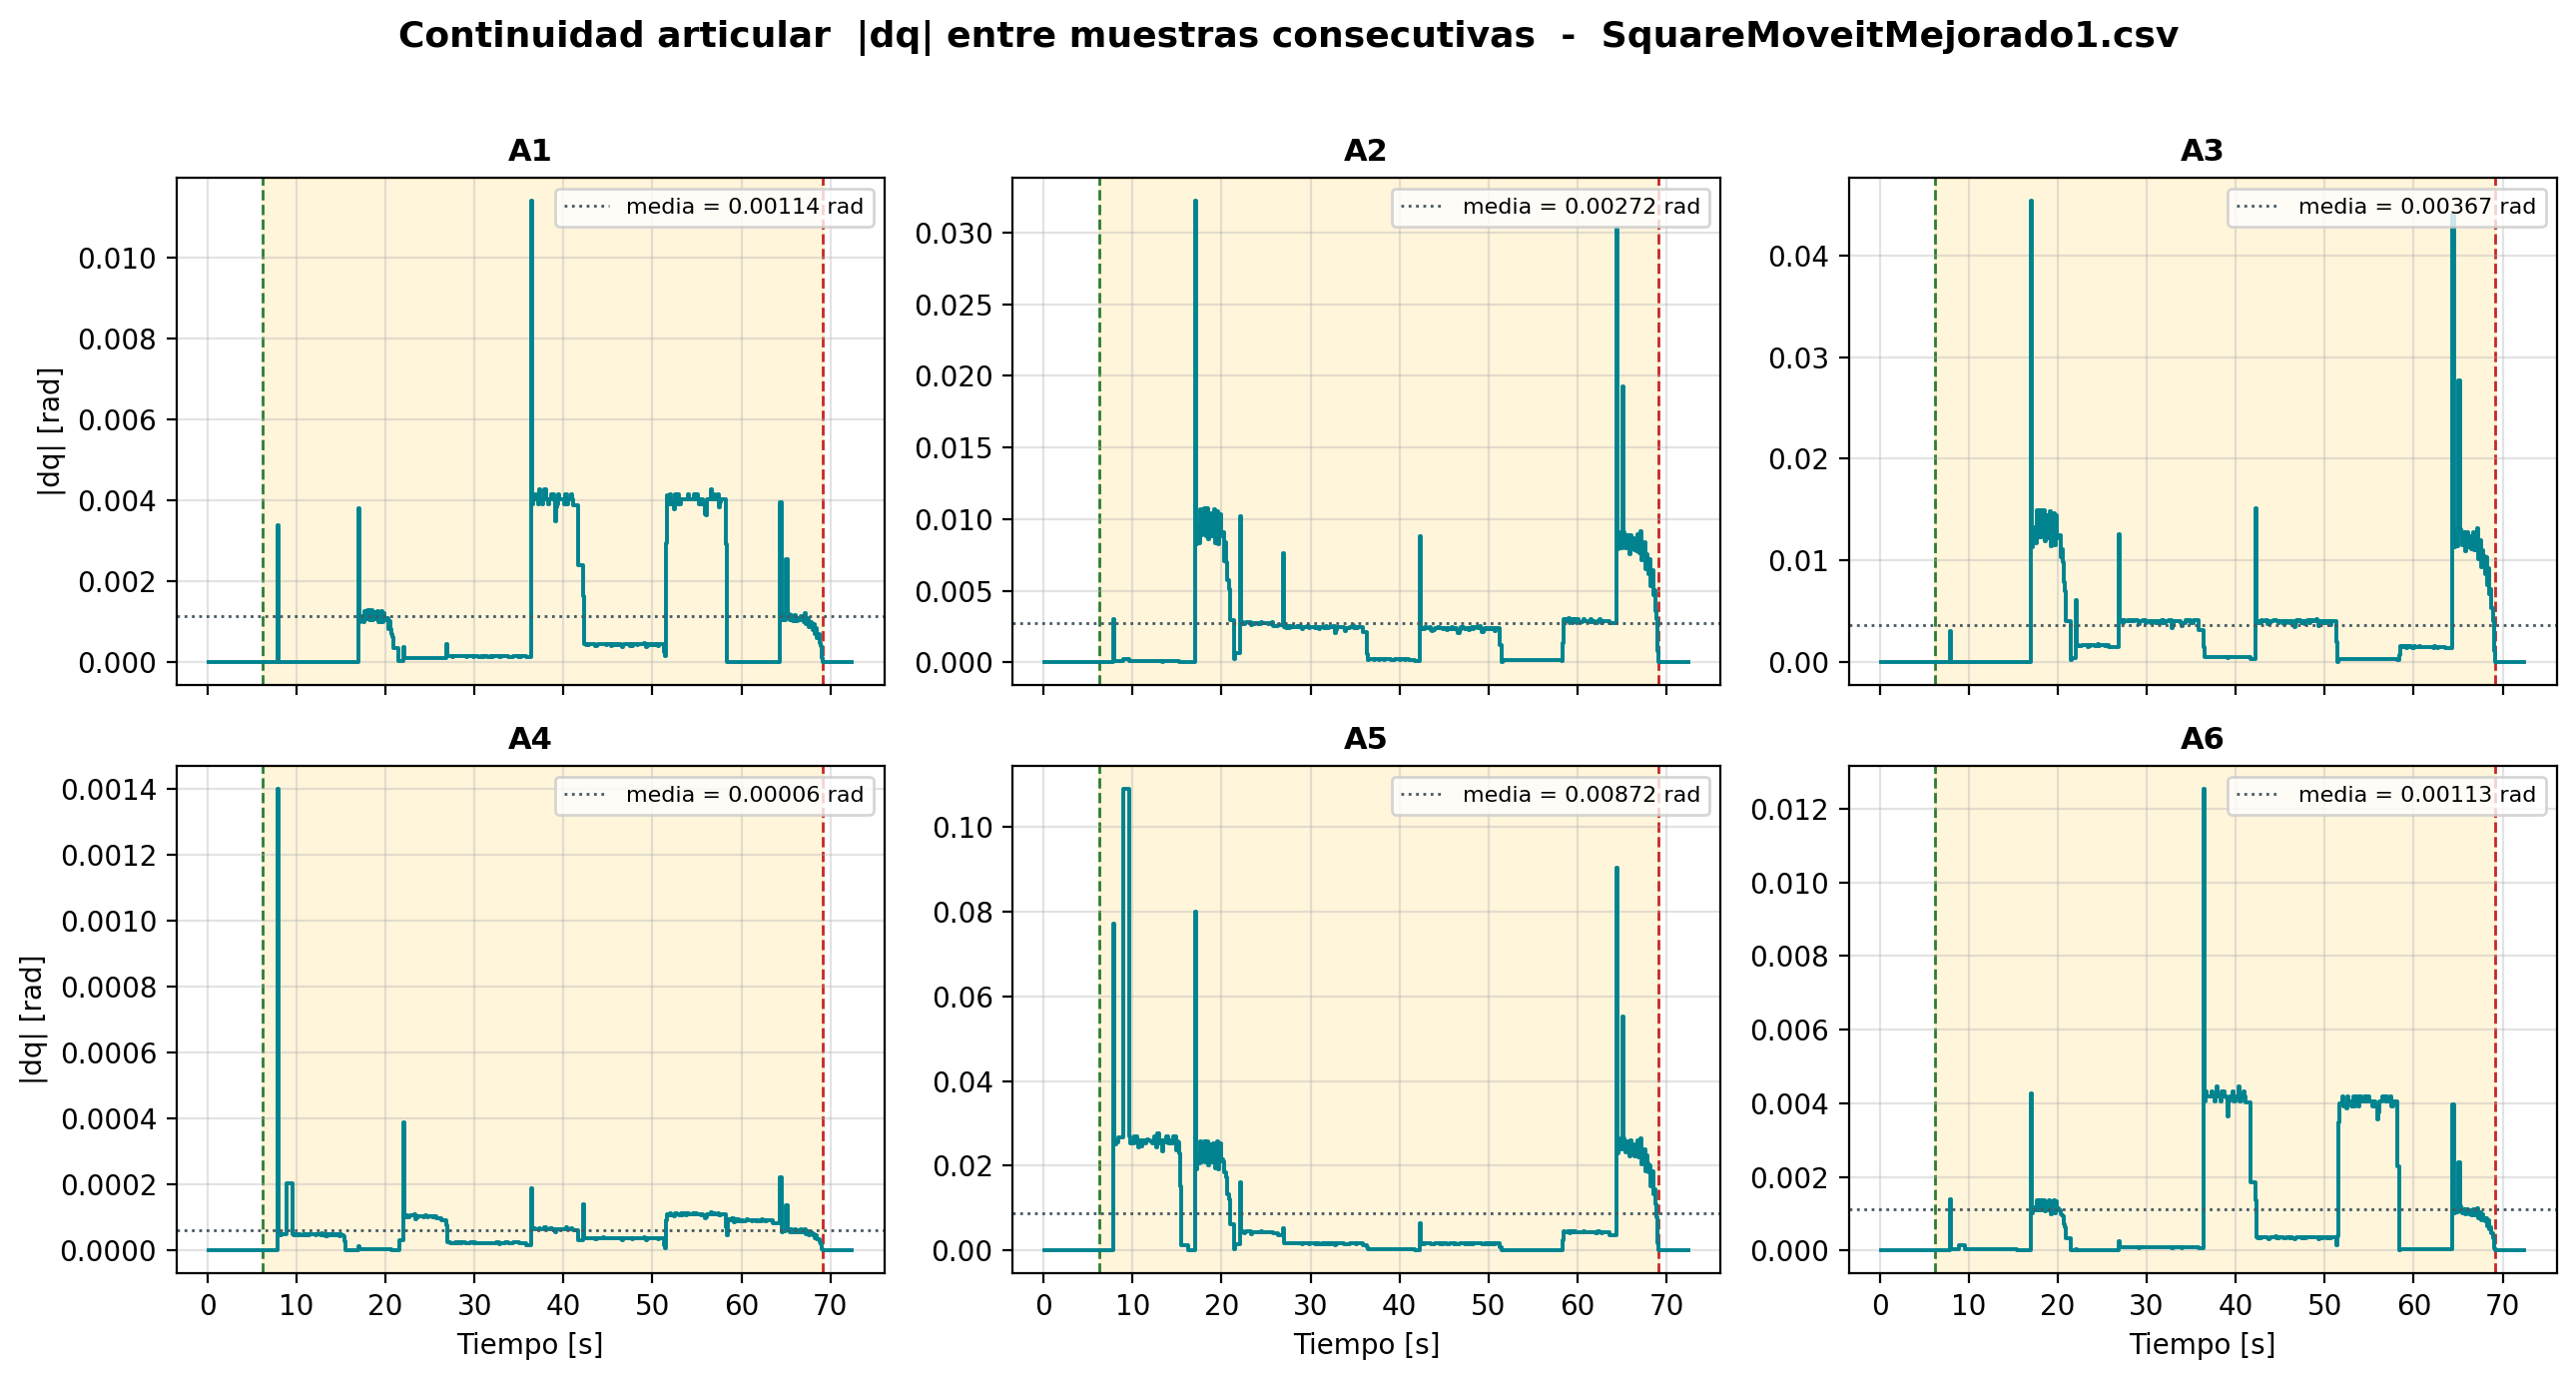 Continuidad articular  |dq| entre muestras consecutivas  -  SquareMoveitMejorado1.csv
A1
|dq| [rad]
0.010
0.008
0.006
0.004
0.002
0.000
media = 0.00114 rad
A2
0.030
0.025
0.020
0.015
0.010
0.005
0.000
media = 0.00272 rad
A3
0.04
0.03
0.02
0.01
0.00
media = 0.00367 rad
A4
|dq| [rad]
0.0014
0.0012
0.0010
0.0008
0.0006
0.0004
0.0002
0.0000
media = 0.00006 rad
0 10 20 30 40 50 60 70
Tiempo [s]
A5
0.10
0.08
0.06
0.04
0.02
0.00
media = 0.00872 rad
0 10 20 30 40 50 60 70
Tiempo [s]
A6
0.012
0.010
0.008
0.006
0.004
0.002
0.000
media = 0.00113 rad
0 10 20 30 40 50 60 70
Tiempo [s]